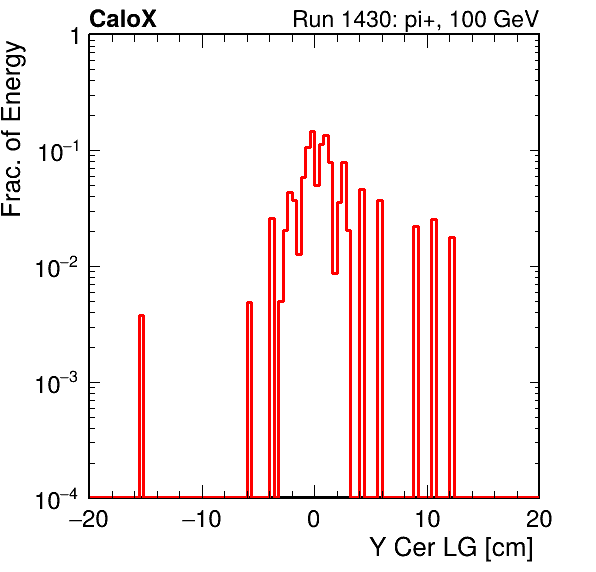 CaloX Run 1430: pi+, 100 GeV
Frac. of Energy
1
10⁻¹
10⁻²
10⁻³
10⁻⁴
−20 −10 0 10 20
Y Cer LG [cm]